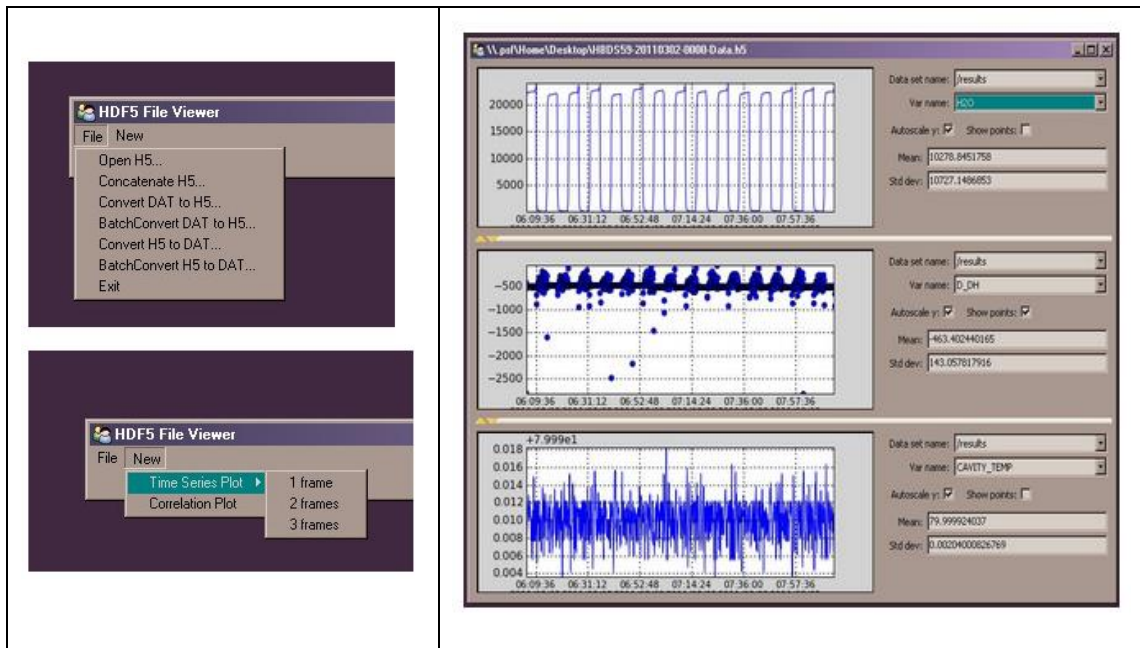 HDF5 File Viewer
File New
Open H5...
Concatenate H5...
Convert DAT to H5...
BatchConvert DAT to H5...
Convert H5 to DAT...
BatchConvert H5 to DAT...
Exit
HDF5 File Viewer
File New
Time Series Plot
1 frame
Correlation Plot
2 frames
3 frames
\\.psf\Home\Desktop\HBDS59-20110302-0000-Data.h5
20000
15000
10000
5000
06:09:36 06:31:12 06:52:48 07:14:24 07:36:00 07:57:36
Data set name: /results
Var name: H2O
Autoscale y: Show points:
Mean: 10278.8451758
Std dev: 10727.1486853
−500
−1000
−1500
−2000
−2500
06:09:36 06:31:12 06:52:48 07:14:24 07:36:00 07:57:36
Data set name: /results
Var name: D_DH
Autoscale y: Show points:
Mean: -463.402440165
Std dev: 143.057817916
+7.999e1
0.018
0.016
0.014
0.012
0.010
0.008
0.006
0.004
06:09:36 06:31:12 06:52:48 07:14:24 07:36:00 07:57:36
Data set name: /results
Var name: CAVITY_TEMP
Autoscale y: Show points:
Mean: 79.999924037
Std dev: 0.00204000826769